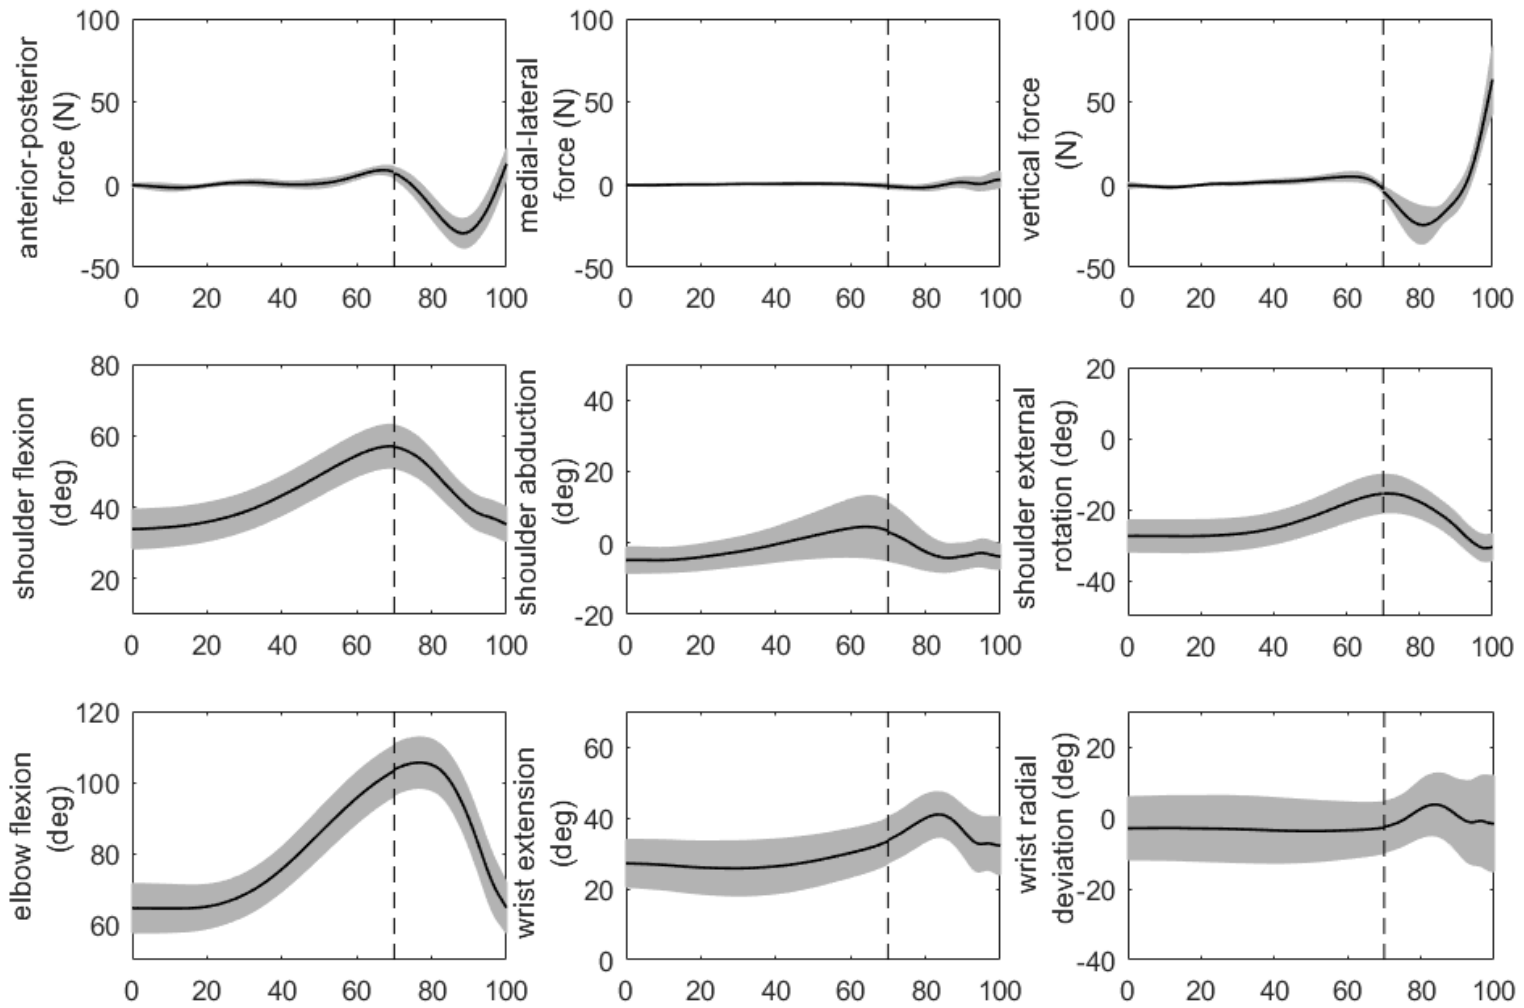 anterior-posterior
force (N)
100
50
0
-50
0 20 40 60 80 100
medial-lateral
force (N)
100
50
0
-50
0 20 40 60 80 100
vertical force
(N)
100
50
0
-50
0 20 40 60 80 100
shoulder flexion
(deg)
80
60
40
20
0 20 40 60 80 100
shoulder abduction
(deg)
40
20
0
-20
0 20 40 60 80 100
shoulder external
rotation (deg)
20
0
-20
-40
0 20 40 60 80 100
elbow flexion
(deg)
120
100
80
60
0 20 40 60 80 100
wrist extension
(deg)
60
40
20
0
0 20 40 60 80 100
wrist radial
deviation (deg)
20
0
-20
-40
0 20 40 60 80 100